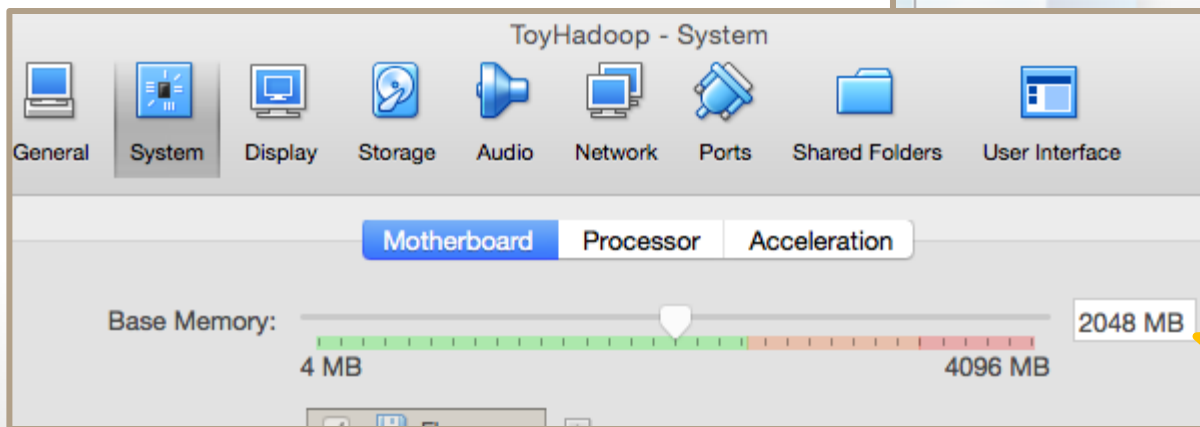 ToyHadoop - System
General System Display Storage Audio Network Ports Shared Folders User Interface
Motherboard Processor Acceleration
Base Memory: 2048 MB
4 MB 4096 MB